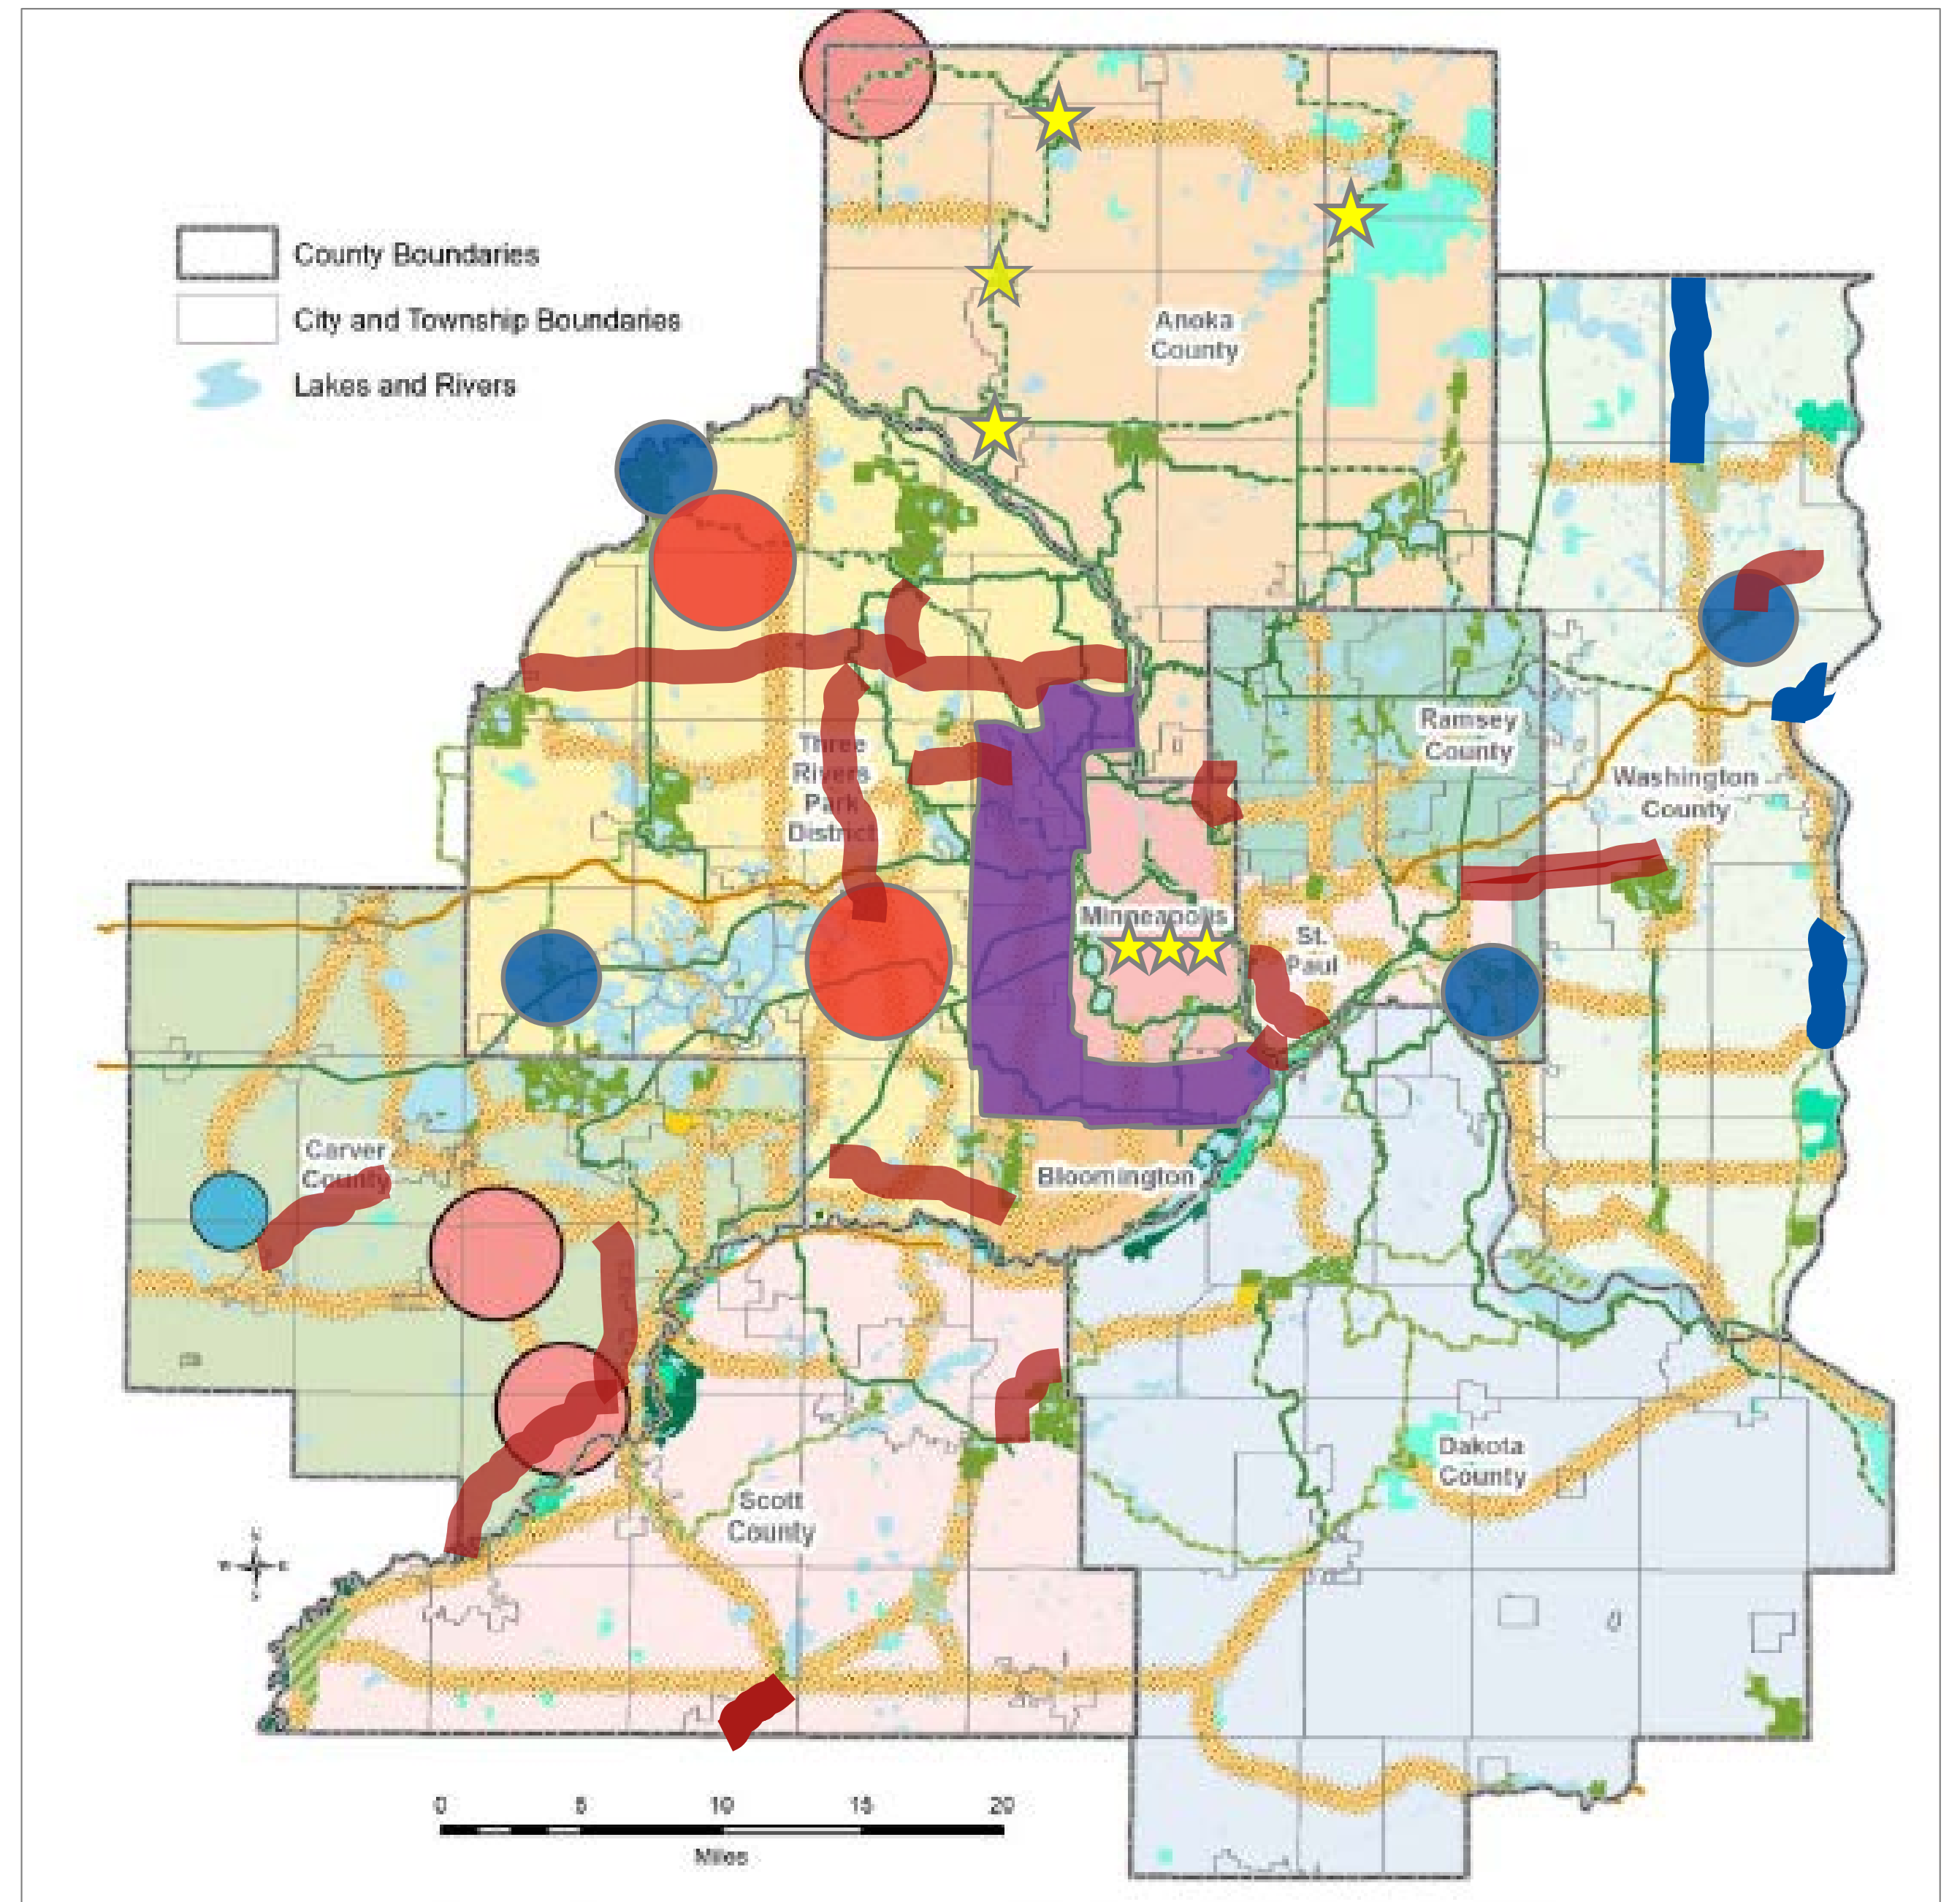 County Boundaries
City and Township Boundaries
Lakes and Rivers
Anoka
County
Ramsey
County
Three
Rivers
Park
District
Washington
County
Minneapolis
St.
Paul
Carver
County
Bloomington
Dakota
County
Scott
County
0 5 10 15 20
Miles